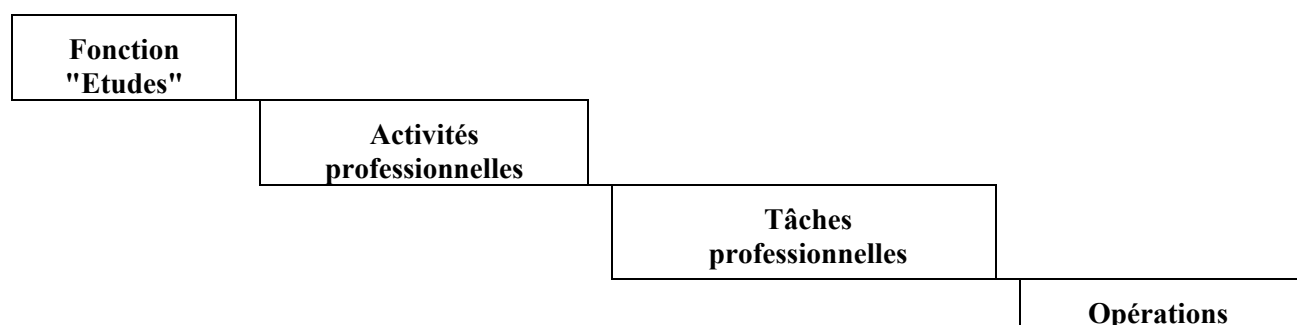 Fonction
"Etudes"
Activités
professionnelles
Tâches
professionnelles
Opérations